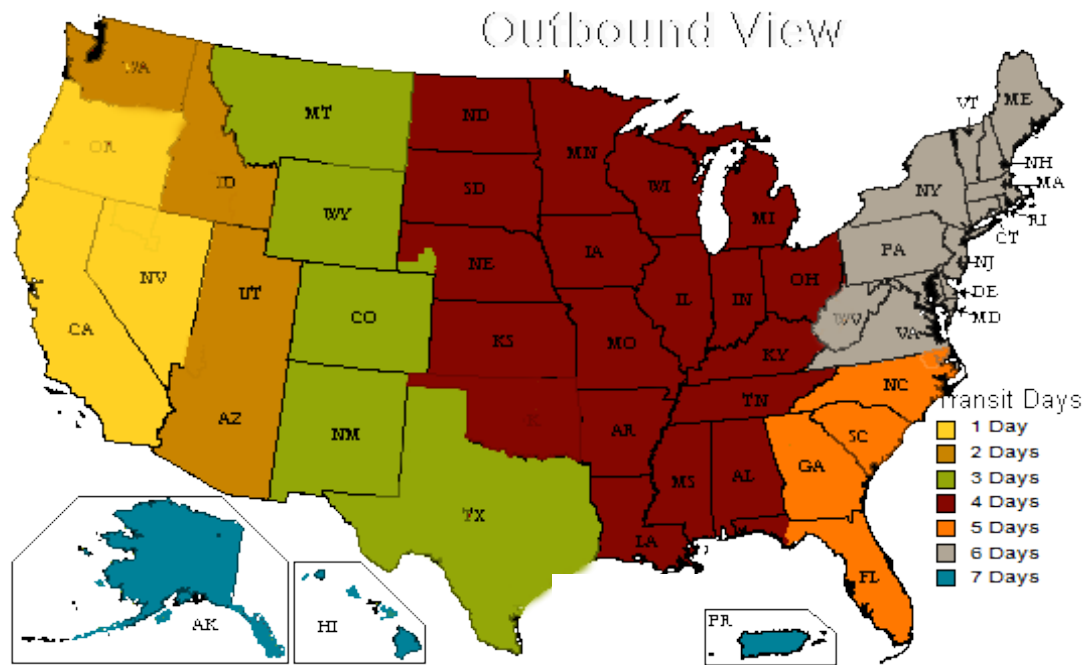 Outbound View
WA
MT
ND
MN
VT
ME
OR
ID
SD
WI
MI
NY
NH
MA
RI
CT
WY
NE
IA
PA
NJ
NV
UT
CO
IL
IN
OH
DE
MD
CA
KS
MO
KY
WV
VA
AZ
NM
AR
TN
NC
SC
TX
MS
AL
GA
LA
FL
AK
HI
PR
Transit Days
1 Day
2 Days
3 Days
4 Days
5 Days
6 Days
7 Days